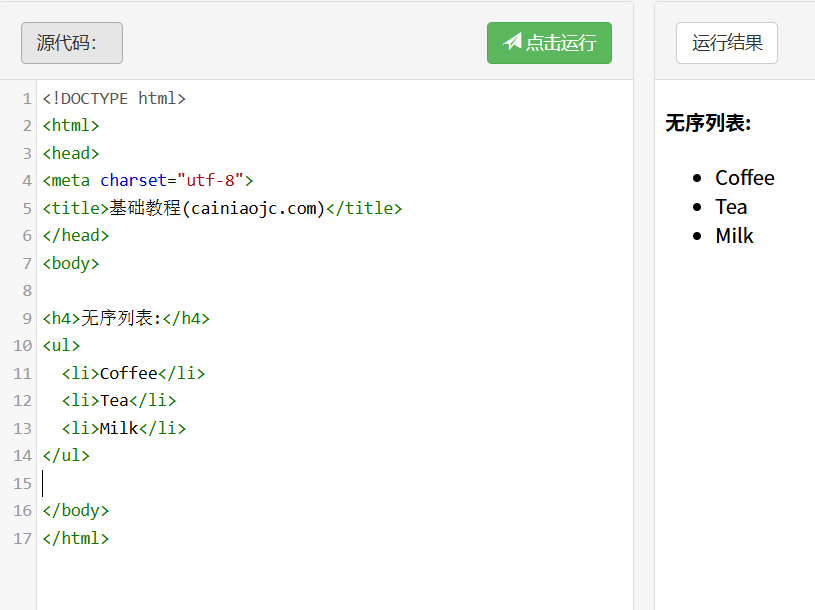 源代码：
点击运行
运行结果
1 <!DOCTYPE html>
2 <html>
3 <head>
4 <meta charset="utf-8">
5 <title>基础教程(cainiaojc.com)</title>
6 </head>
7 <body>
8
9 <h4>无序列表:</h4>
10 <ul>
11   <li>Coffee</li>
12   <li>Tea</li>
13   <li>Milk</li>
14 </ul>
15
16 </body>
17 </html>
无序列表:
Coffee
Tea
Milk